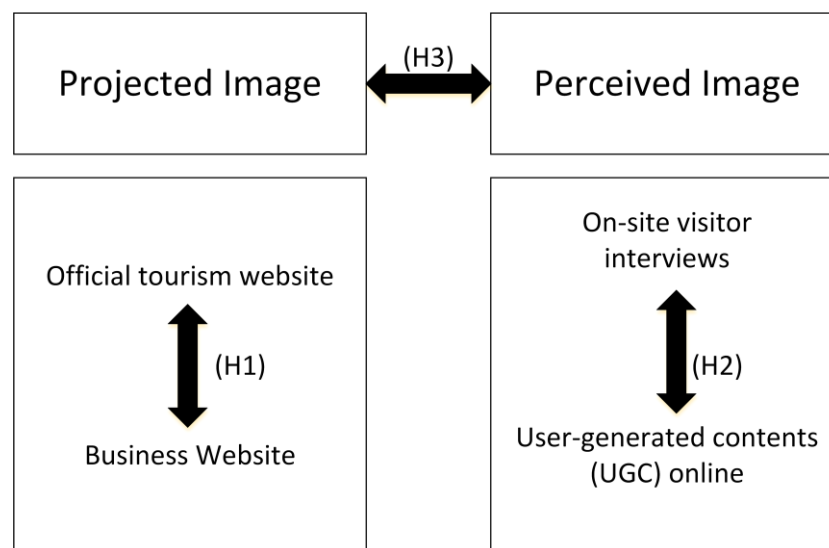 Projected Image
(H3)
Perceived Image
Official tourism website
(H1)
Business Website
On-site visitor
interviews
(H2)
User-generated contents
(UGC) online